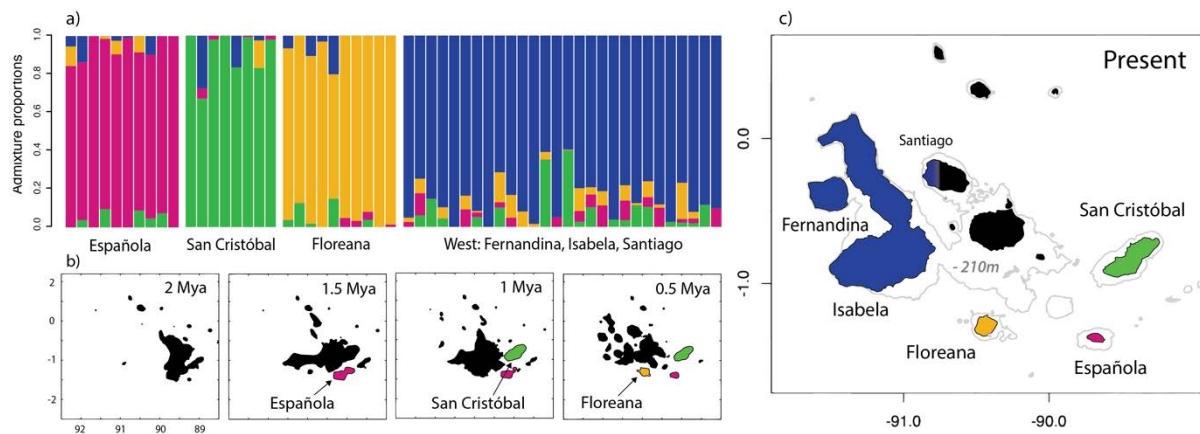 a)
Admixture proportions
1.0
0.8
0.6
0.4
0.2
0.0
Española
San Cristóbal
Floreana
West: Fernandina, Isabela, Santiago
b)
2
1
0
-1
-2
92 91 90 89
2 Mya
1.5 Mya
Española
1 Mya
San Cristóbal
0.5 Mya
Floreana
c)
Present
0.0
-1.0
-91.0
-90.0
Santiago
Fernandina
San Cristóbal
- 210m
Isabela
Floreana
Española